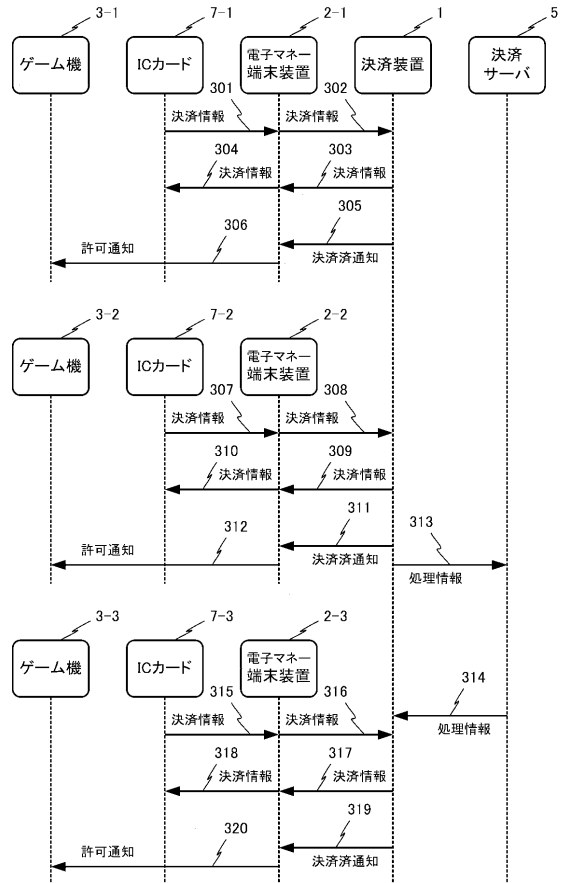 3-1
7-1
2-1
1
5
ゲーム機
ICカード
電子マネー
端末装置
決済装置
決済
サーバ
301
302
決済情報
決済情報
304
303
決済情報
決済情報
305
306
許可通知
決済済通知
3-2
7-2
2-2
ゲーム機
ICカード
電子マネー
端末装置
307
308
決済情報
決済情報
310
309
決済情報
決済情報
311
312
313
許可通知
決済済通知
処理情報
3-3
7-3
2-3
ゲーム機
ICカード
電子マネー
端末装置
314
315
316
決済情報
決済情報
処理情報
318
317
決済情報
決済情報
319
320
許可通知
決済済通知